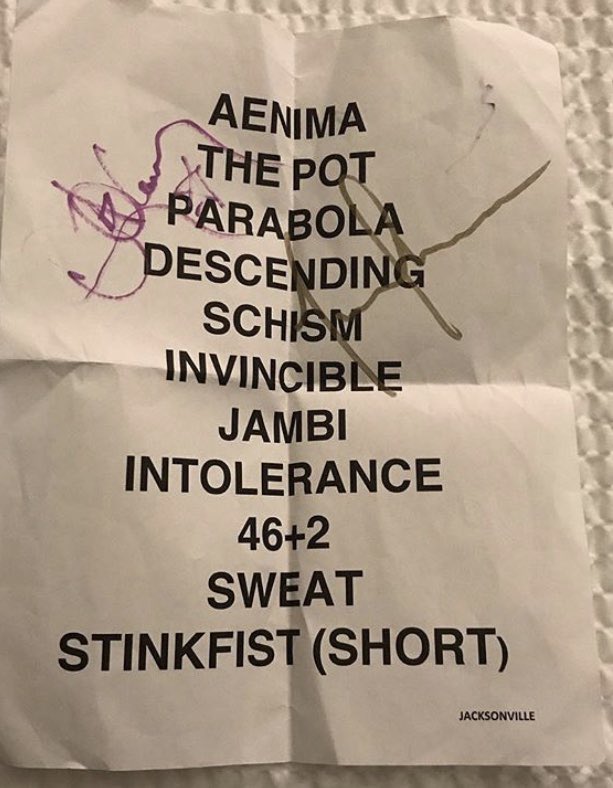 AENIMA
THE POT
PARABOLA
DESCENDING
SCHISM
INVINCIBLE
JAMBI
INTOLERANCE
46+2
SWEAT
STINKFIST (SHORT)
JACKSONVILLE